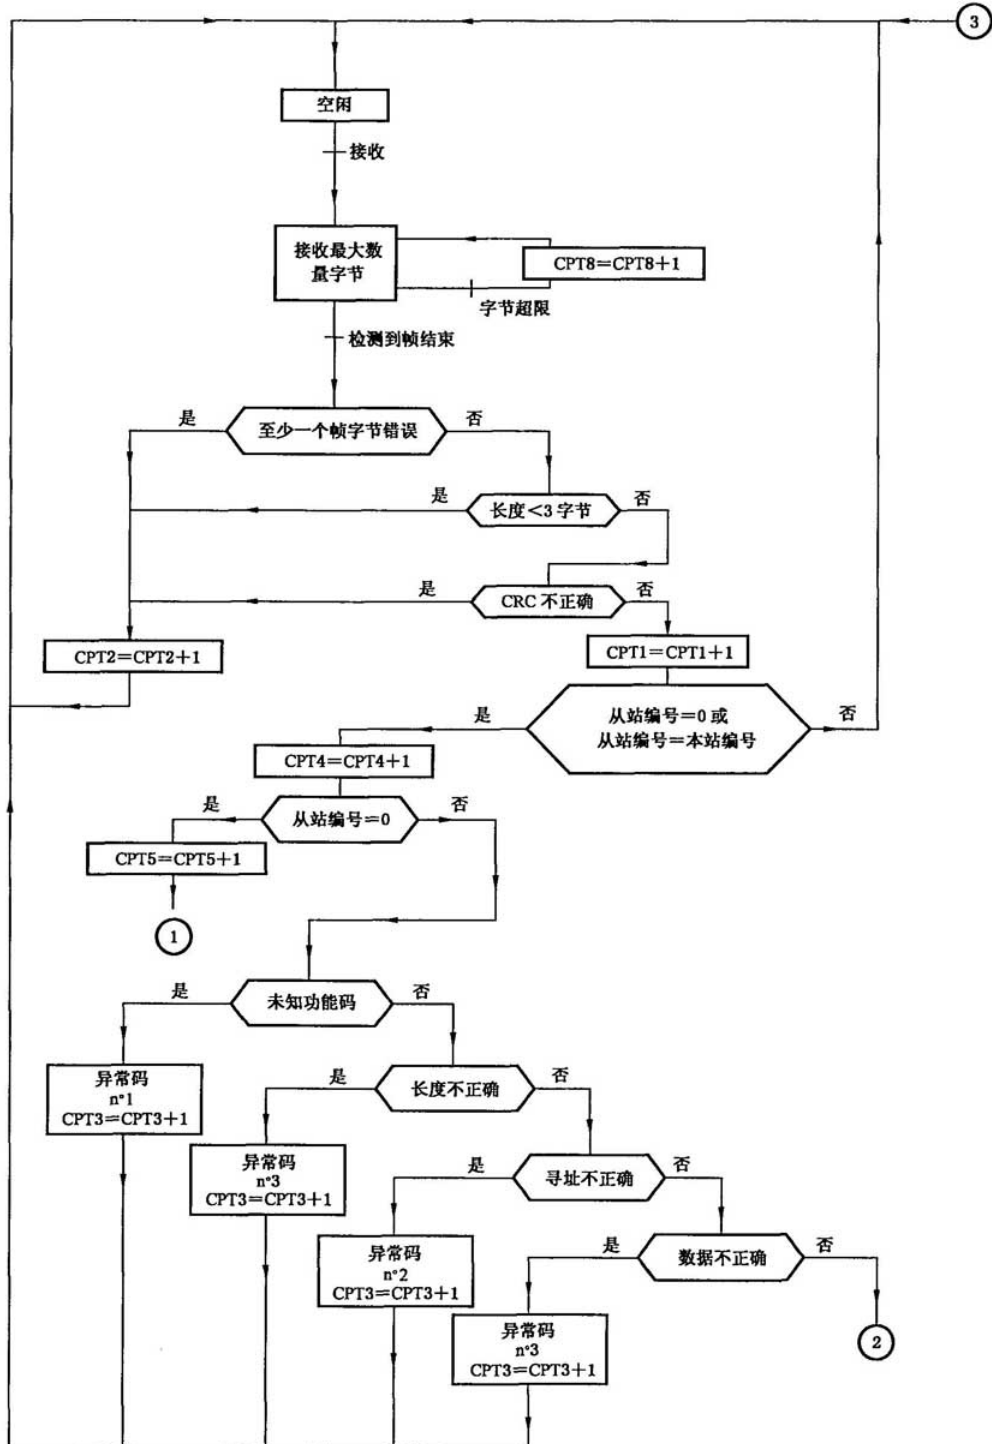 3
空闲
接收
接收最大数
量字节
CPT8=CPT8+1
字节超限
检测到帧结束
是
至少一个帧字节错误
否
是
长度<3 字节
否
是
CRC 不正确
否
CPT2=CPT2+1
CPT1=CPT1+1
是
从站编号=0 或
从站编号=本站编号
否
CPT4=CPT4+1
是
从站编号=0
否
CPT5=CPT5+1
1
是
未知功能码
否
异常码
n°1
CPT3=CPT3+1
是
长度不正确
否
异常码
n°3
CPT3=CPT3+1
是
寻址不正确
否
异常码
n°2
CPT3=CPT3+1
是
数据不正确
否
异常码
n°3
CPT3=CPT3+1
2